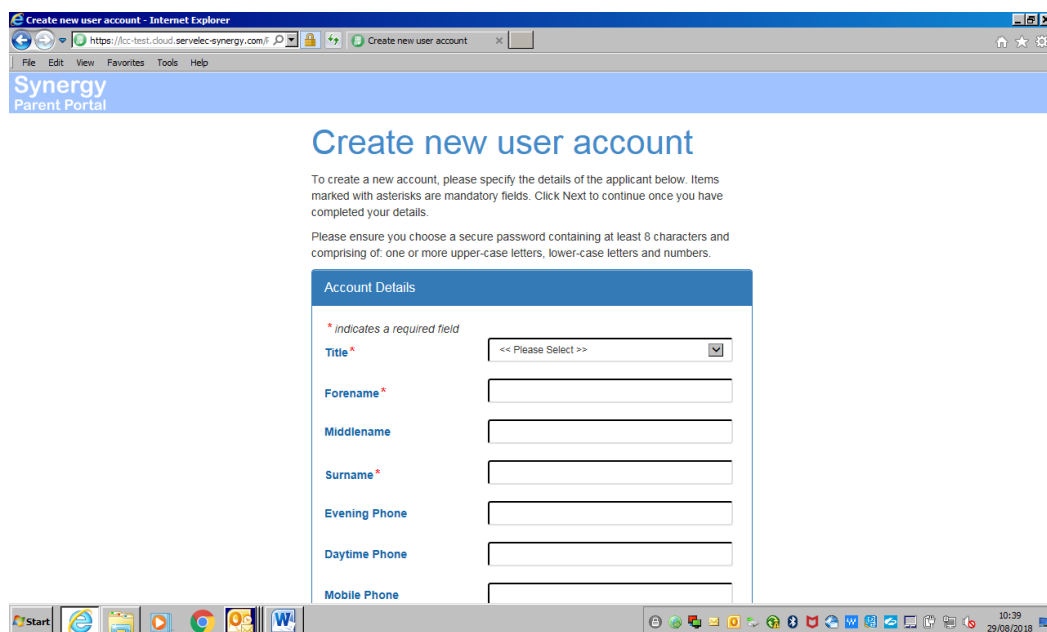 Create new user account - Internet Explorer
https://lcc-test.cloud.servelec-synergy.com/
Create new user account
File Edit View Favorites Tools Help
Synergy
Parent Portal
Create new user account
To create a new account, please specify the details of the applicant below. Items
marked with asterisks are mandatory fields. Click Next to continue once you have
completed your details.
Please ensure you choose a secure password containing at least 8 characters and
comprising of: one or more upper-case letters, lower-case letters and numbers.
Account Details
* indicates a required field
Title *
<< Please Select >>
Forename *
Middlename
Surname *
Evening Phone
Daytime Phone
Mobile Phone
Start
10:39
29/08/2018